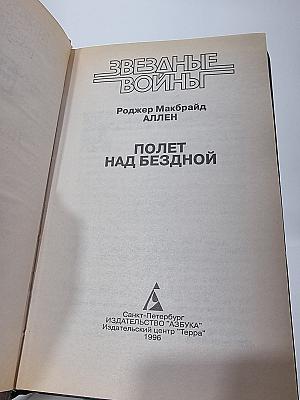 ЗВЕЗДНЫЕ
ВОЙНЫ
Роджер Макбрайд
АЛЛЕН
ПОЛЕТ
НАД БЕЗДНОЙ
Санкт-Петербург
ИЗДАТЕЛЬСТВО "АЗБУКА"
Издательский центр "Терра"
1996